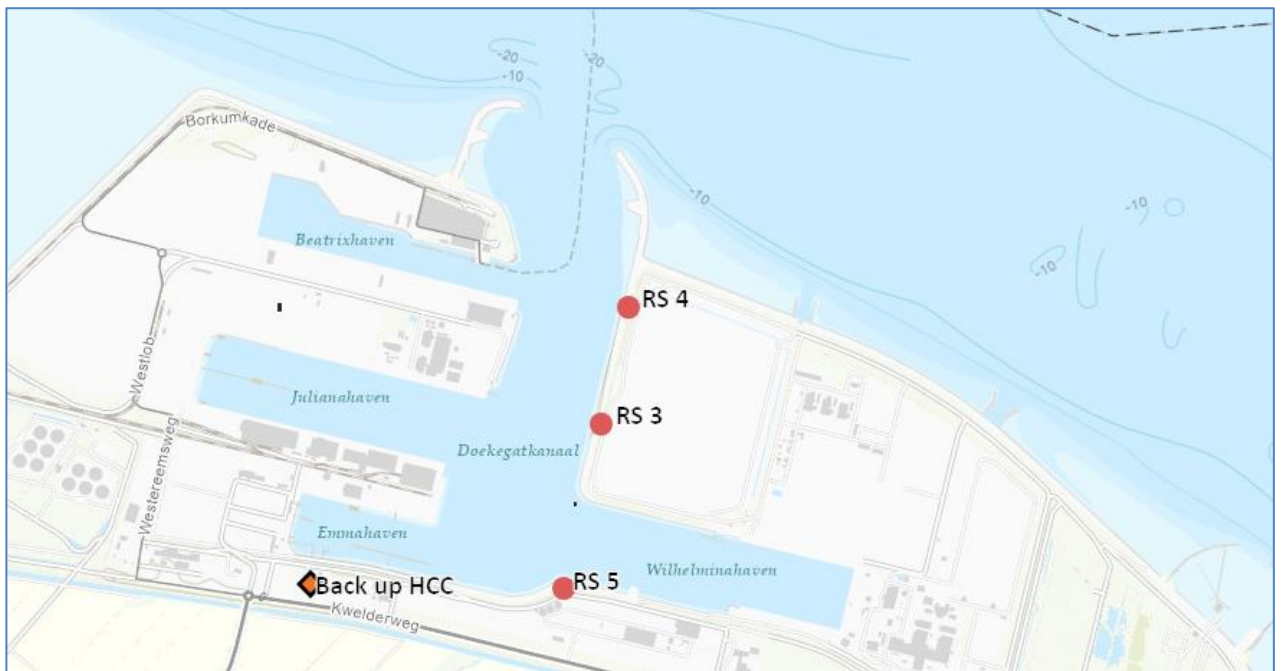 -20
-10
-20
Borkumkade
-10
-10
Beatrixhaven
-10
RS 4
Westlob
Julianahaven
RS 3
Westereemsweg
Doekegatkanaal
Emmahaven
Wilhelminahaven
Back up HCC
RS 5
Kwelderweg